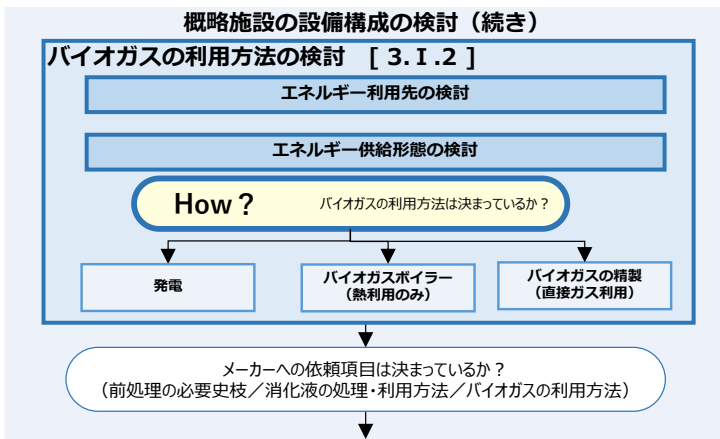 概略施設の設備構成の検討（続き）
バイオガスの利用方法の検討 [ 3.Ⅰ.2 ]
エネルギー利用先の検討
エネルギー供給形態の検討
How？ バイオガスの利用方法は決まっているか？
発電
バイオガスボイラー
（熱利用のみ）
バイオガスの精製
（直接ガス利用）
メーカーへの依頼項目は決まっているか？
（前処理の必要史枝／消化液の処理・利用方法／バイオガスの利用方法）